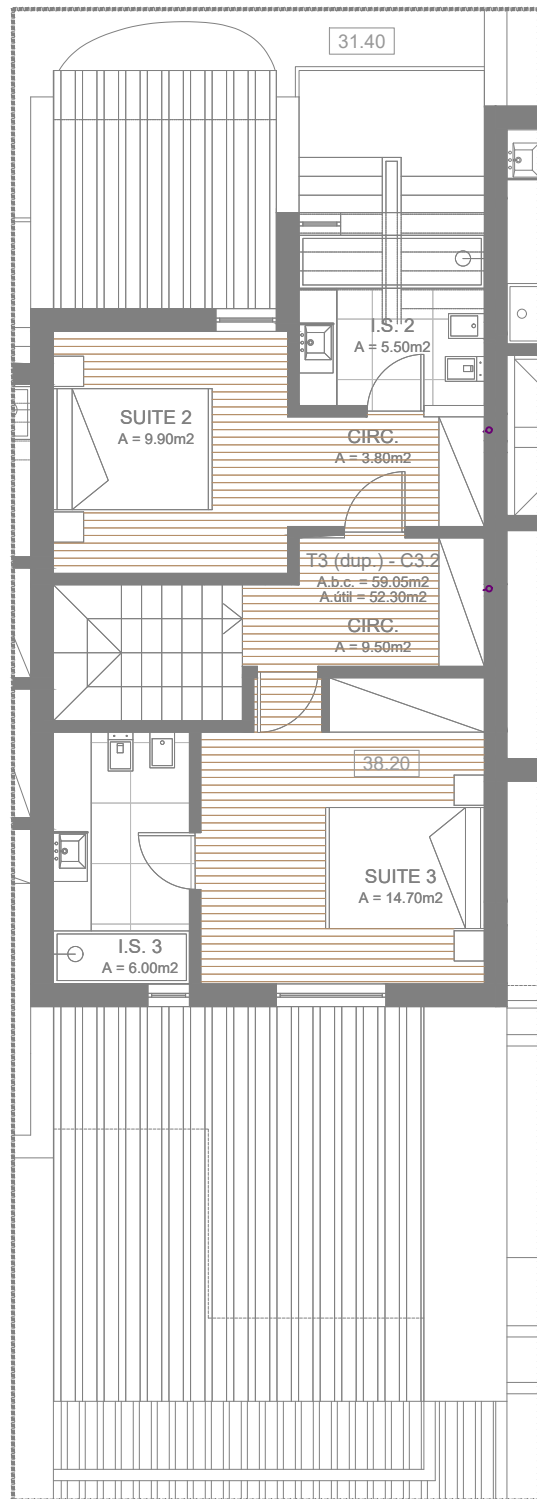 31.40
I.S. 2
A = 5.50m2
SUITE 2
A = 9.90m2
CIRC.
A = 3.80m2
T3 (dup.) - C3.2
A.b.c. = 59.05m2
A.útil = 52.30m2
CIRC.
A = 9.50m2
38.20
SUITE 3
A = 14.70m2
I.S. 3
A = 6.00m2